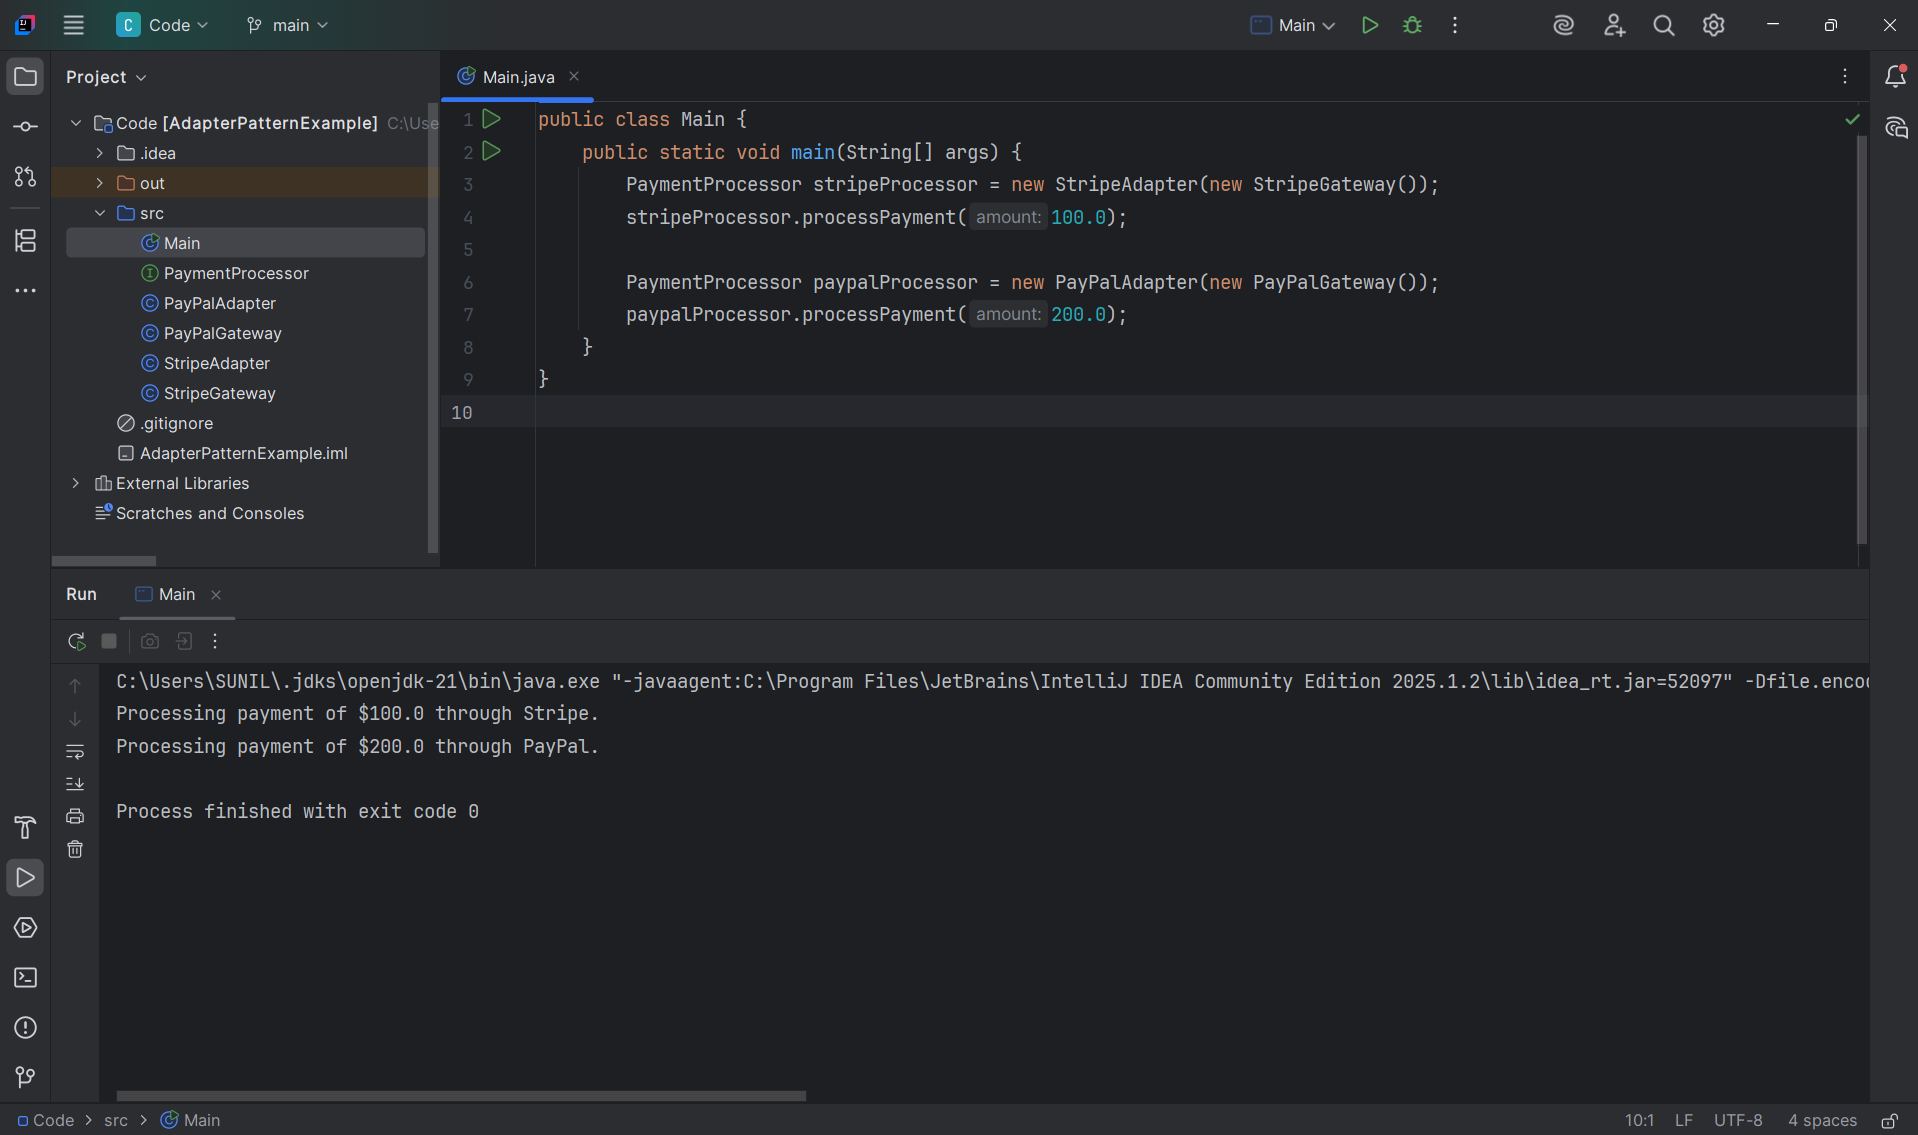 C Code main Main
Project
Main.java
Code [AdapterPatternExample] C:\Use
.idea
out
src
Main
PaymentProcessor
PayPalAdapter
PayPalGateway
StripeAdapter
StripeGateway
.gitignore
AdapterPatternExample.iml
External Libraries
Scratches and Consoles
1 public class Main {
2 public static void main(String[] args) {
3 PaymentProcessor stripeProcessor = new StripeAdapter(new StripeGateway());
4 stripeProcessor.processPayment( amount: 100.0);
5
6 PaymentProcessor paypalProcessor = new PayPalAdapter(new PayPalGateway());
7 paypalProcessor.processPayment( amount: 200.0);
8 }
9 }
10
Run Main
C:\Users\SUNIL\.jdks\openjdk-21\bin\java.exe "-javaagent:C:\Program Files\JetBrains\IntelliJ IDEA Community Edition 2025.1.2\lib\idea_rt.jar=52097" -Dfile.enco
Processing payment of $100.0 through Stripe.
Processing payment of $200.0 through PayPal.
Process finished with exit code 0
Code > src > Main 10:1 LF UTF-8 4 spaces